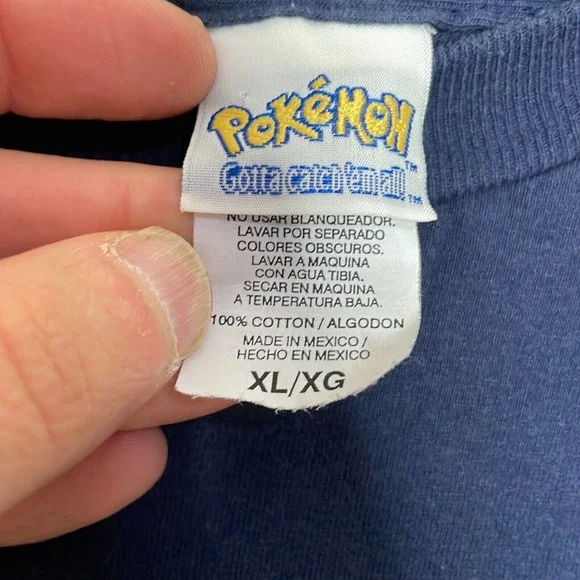 POKéMON™
Gotta catch 'em all!™
NO USAR BLANQUEADOR.
LAVAR POR SEPARADO
COLORES OBSCUROS.
LAVAR A MAQUINA
CON AGUA TIBIA.
SECAR EN MAQUINA
A TEMPERATURA BAJA.
100% COTTON / ALGODON
MADE IN MEXICO /
HECHO EN MEXICO
XL/XG